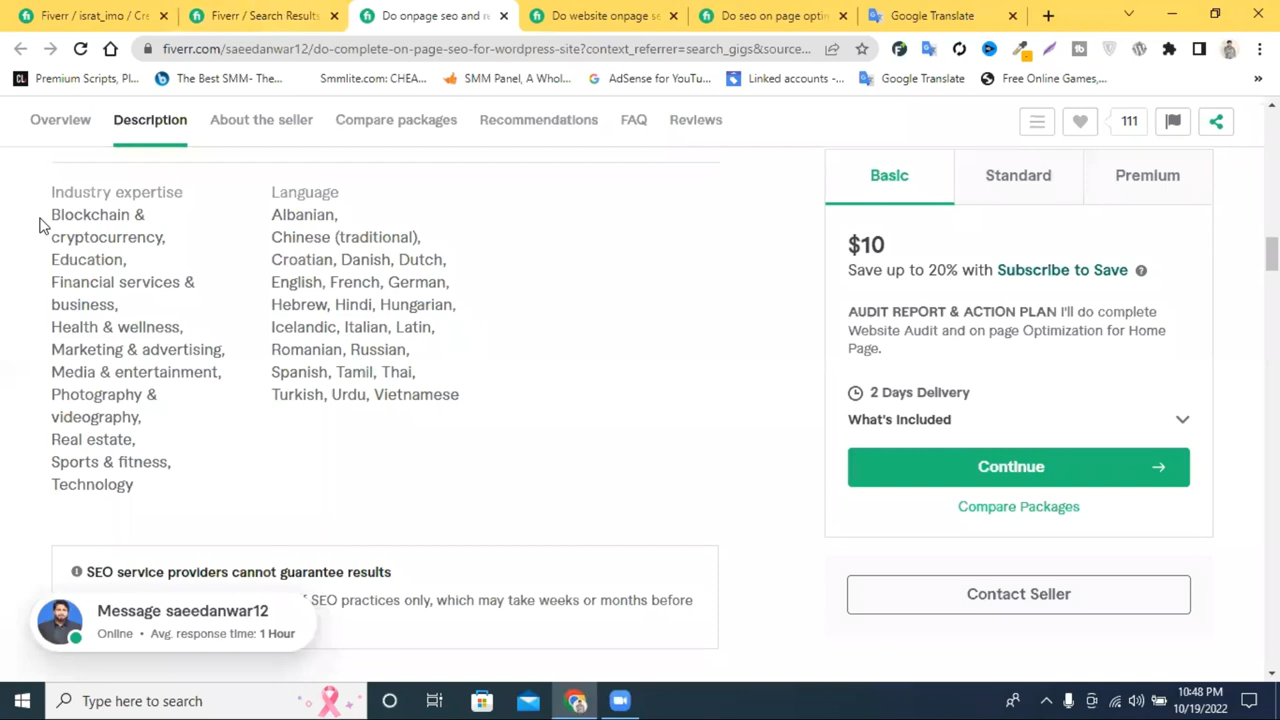 Fiverr / israt_imo / Cre
Fiverr / Search Results
Do onpage seo and re
Do website onpage se
Do seo on page optin
Google Translate
fiverr.com/saeedanwar12/do-complete-on-page-seo-for-wordpress-site?context_referrer=search_gigs&source...
CL Premium Scripts, Pl...
The Best SMM- The...
Smmlite.com: CHEA...
SMM Panel, A Whol...
AdSense for YouTu...
Linked accounts -...
Google Translate
Free Online Games,...
Overview
Description
About the seller
Compare packages
Recommendations
FAQ
Reviews
111
Industry expertise
Blockchain &
cryptocurrency,
Education,
Financial services &
business,
Health & wellness,
Marketing & advertising,
Media & entertainment,
Photography &
videography,
Real estate,
Sports & fitness,
Technology
Language
Albanian,
Chinese (traditional),
Croatian, Danish, Dutch,
English, French, German,
Hebrew, Hindi, Hungarian,
Icelandic, Italian, Latin,
Romanian, Russian,
Spanish, Tamil, Thai,
Turkish, Urdu, Vietnamese
Basic
Standard
Premium
$10
Save up to 20% with Subscribe to Save
AUDIT REPORT & ACTION PLAN I'll do complete
Website Audit and on page Optimization for Home
Page.
2 Days Delivery
What's Included
Continue
Compare Packages
Contact Seller
SEO service providers cannot guarantee results
SEO practices only, which may take weeks or months before
Message saeedanwar12
Online • Avg. response time: 1 Hour
Type here to search
10:48 PM
10/19/2022